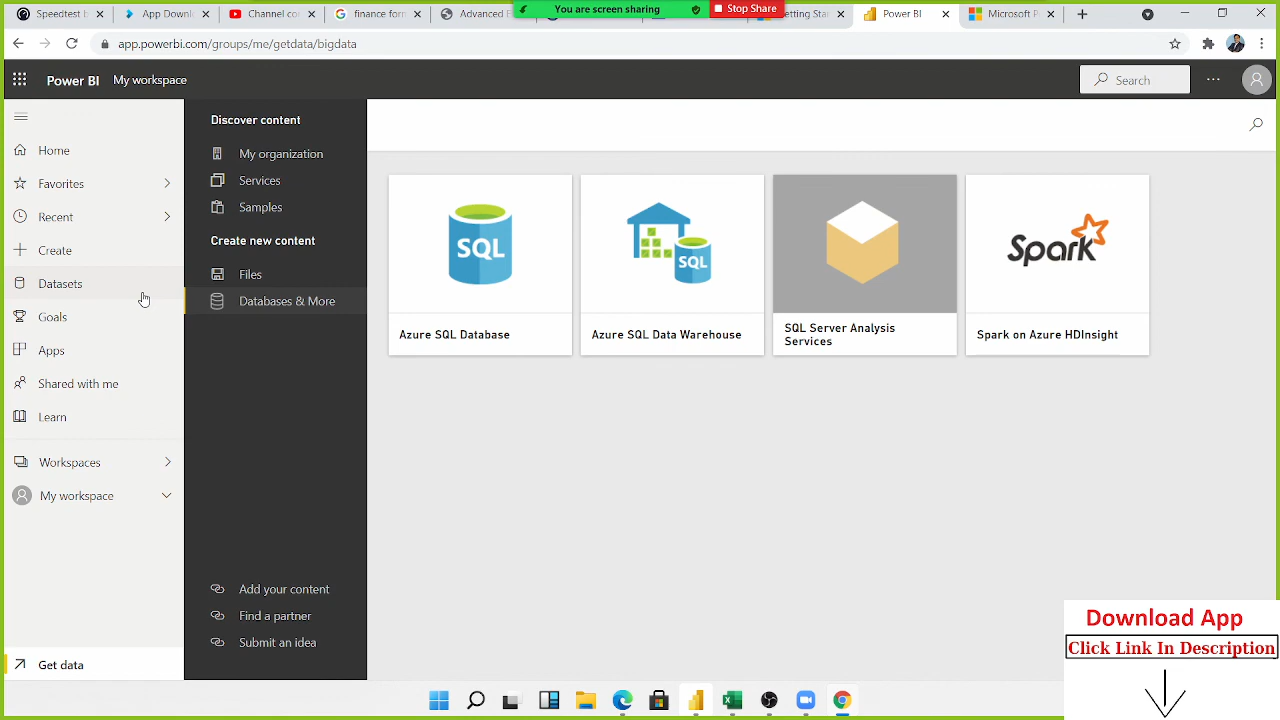 Speedtest b
App Downl
Channel co
finance form
Advanced E
You are screen sharing
Stop Share
etting Sta
Power BI
Microsoft P
app.powerbi.com/groups/me/getdata/bigdata
Power BI
My workspace
Search
Home
Favorites
Recent
Create
Datasets
Goals
Apps
Shared with me
Learn
Workspaces
My workspace
Get data
Discover content
My organization
Services
Samples
Create new content
Files
Databases & More
Add your content
Find a partner
Submit an idea
SQL
SQL
Spark
Azure SQL Database
Azure SQL Data Warehouse
SQL Server Analysis
Services
Spark on Azure HDInsight
Download App
Click Link In Description